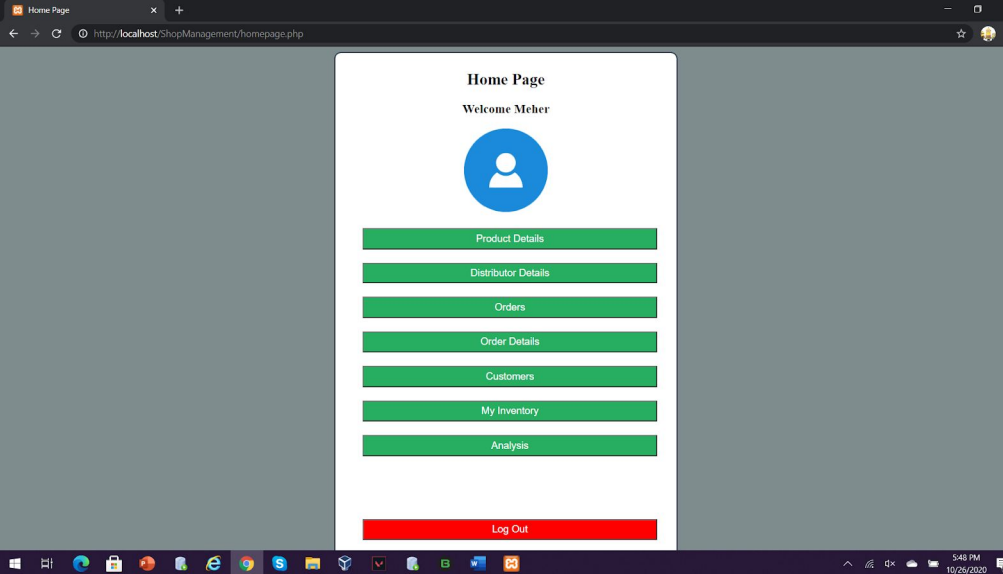 Home Page
http://localhost/ShopManagement/homepage.php
Home Page
Welcome Meher
Product Details
Distributor Details
Orders
Order Details
Customers
My Inventory
Analysis
Log Out
5:48 PM
10/26/2020